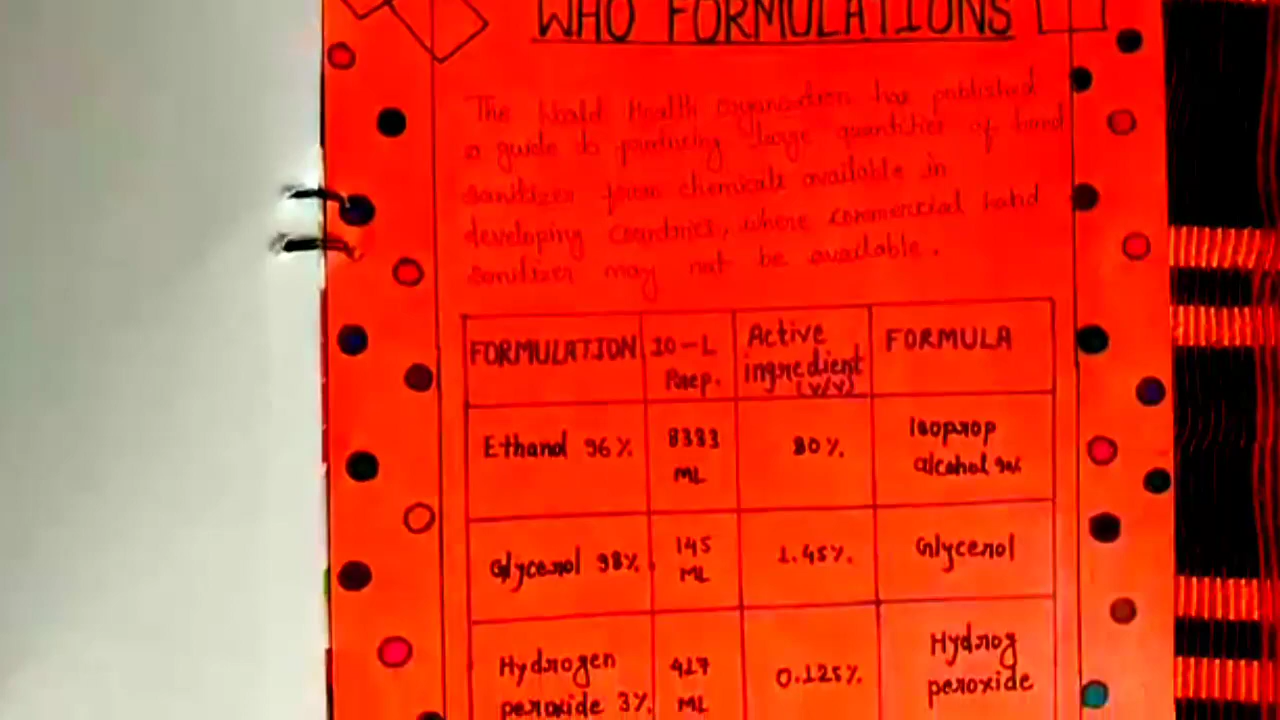 WHO FORMULATIONS
The World Health Organisation has published
a guide to producing large quantities of hand
sanitizer from chemicals available in
developing countries, where commercial hand
sanitizer may not be available.
FORMULATION 10-L Prep. Active ingredient (v/v) FORMULA
Ethanol 96% 8333 ML 80% Isoprop alcohol
Glycerol 98% 145 ML 1.45% Glycerol
Hydrogen peroxide 3% 417 ML 0.125% Hydrog peroxide